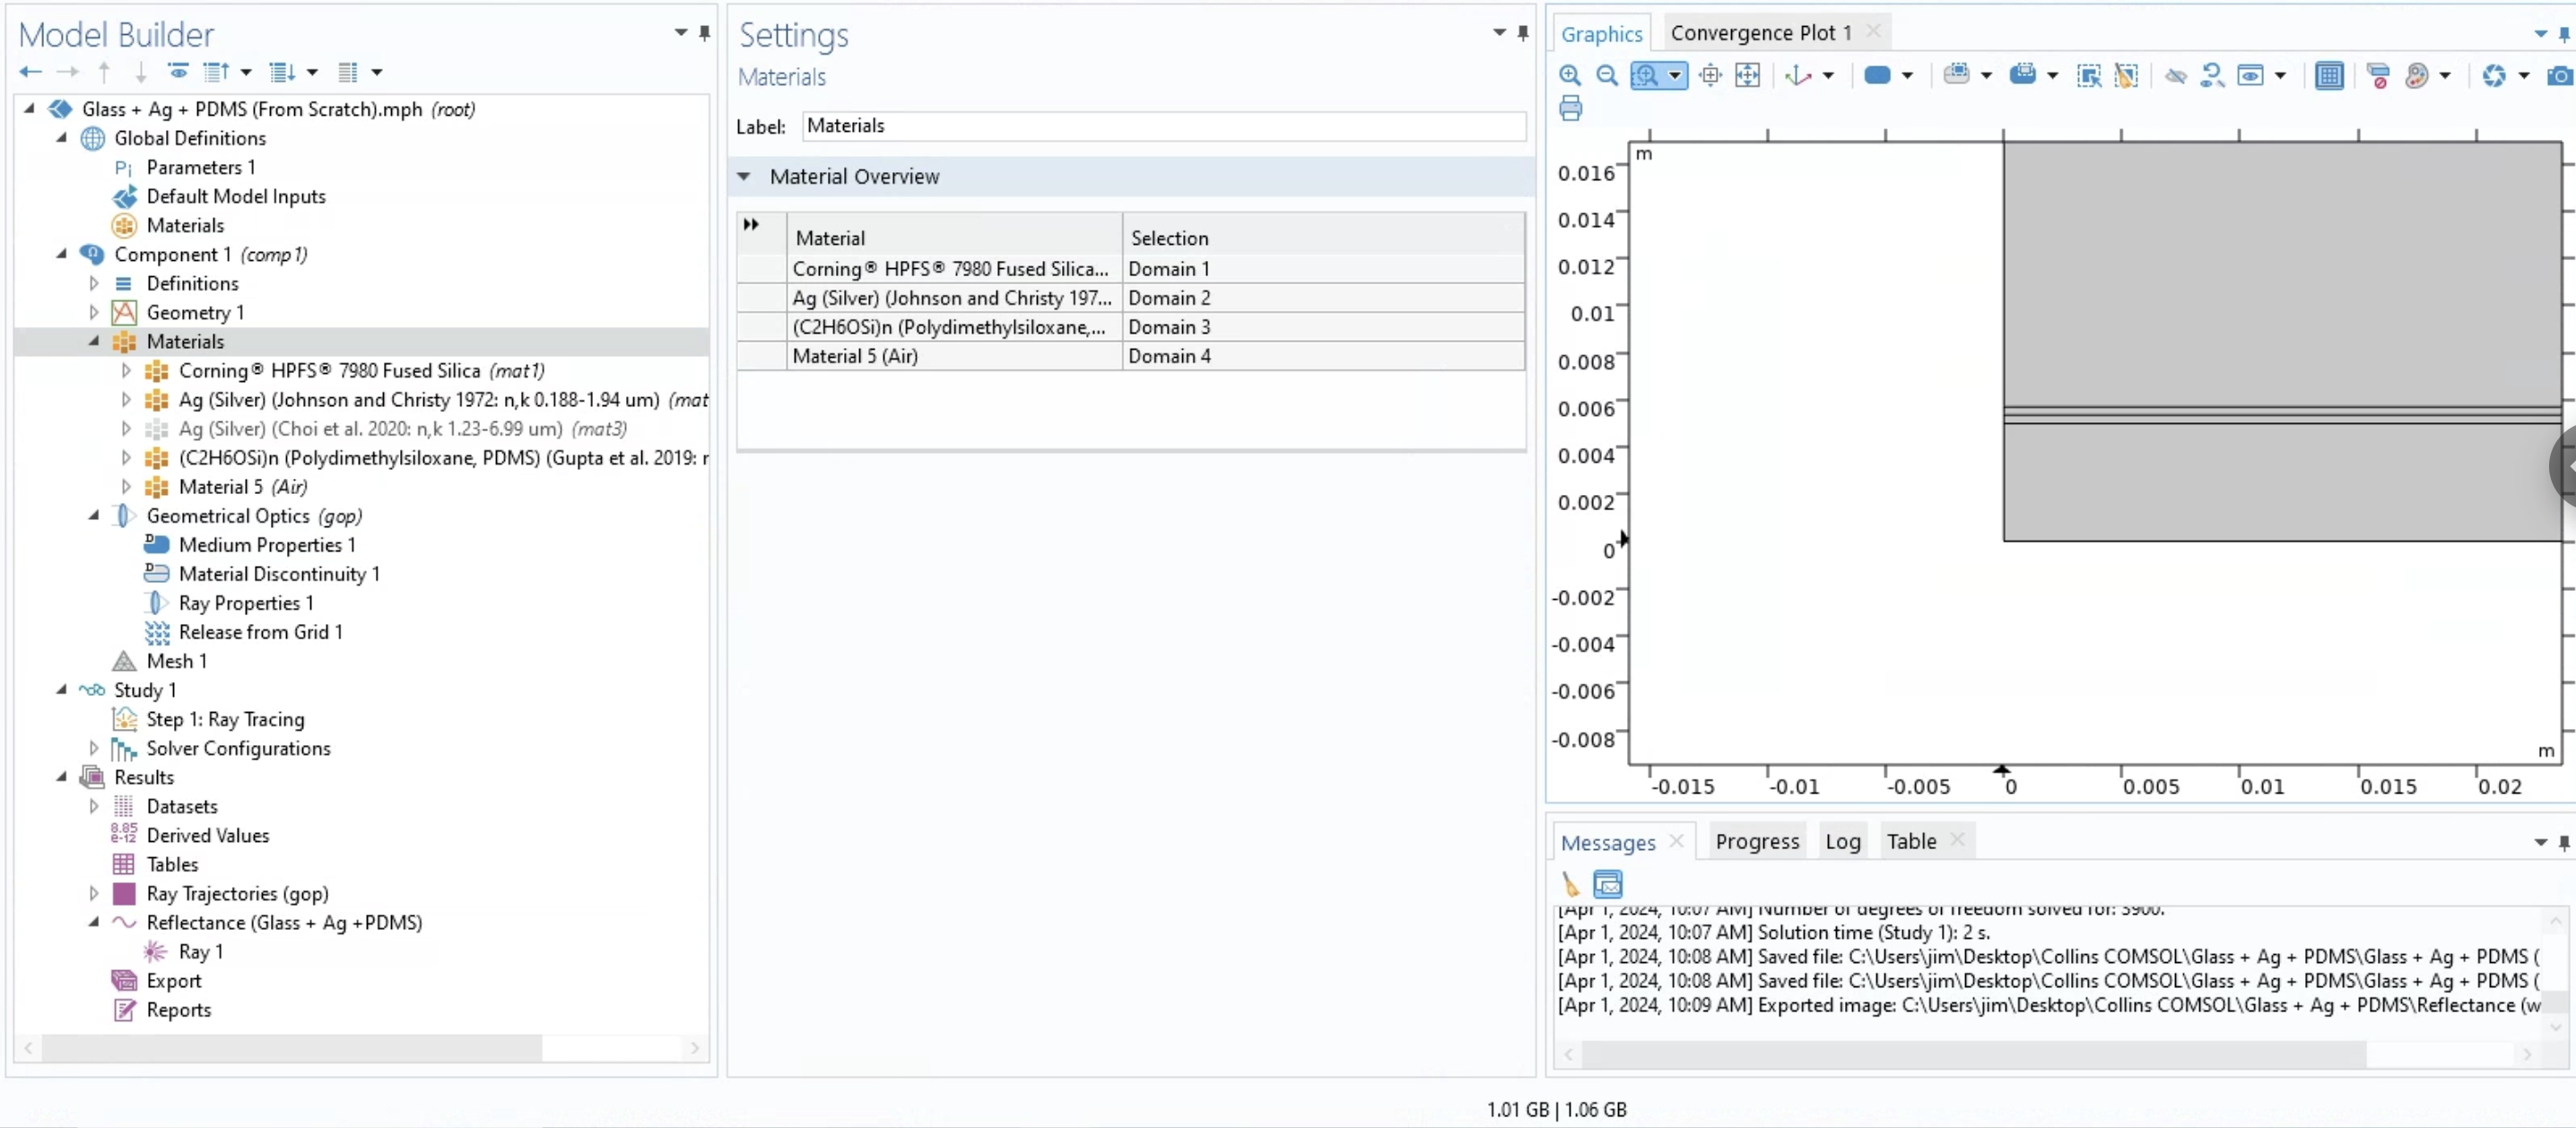 Model Builder
Glass + Ag + PDMS (From Scratch).mph (root)
Global Definitions
Pi Parameters 1
Default Model Inputs
Materials
Component 1 (comp1)
Definitions
Geometry 1
Materials
Corning® HPFS® 7980 Fused Silica (mat1)
Ag (Silver) (Johnson and Christy 1972: n,k 0.188-1.94 um) (mat
Ag (Silver) (Choi et al. 2020: n,k 1.23-6.99 um) (mat3)
(C2H6OSi)n (Polydimethylsiloxane, PDMS) (Gupta et al. 2019: r
Material 5 (Air)
Geometrical Optics (gop)
D Medium Properties 1
D Material Discontinuity 1
Ray Properties 1
Release from Grid 1
Mesh 1
Study 1
Step 1: Ray Tracing
Solver Configurations
Results
Datasets
8.85 e-12 Derived Values
Tables
Ray Trajectories (gop)
Reflectance (Glass + Ag +PDMS)
Ray 1
Export
Reports
Settings
Materials
Label: Materials
Material Overview
Material Selection
Corning® HPFS® 7980 Fused Silica... Domain 1
Ag (Silver) (Johnson and Christy 197... Domain 2
(C2H6OSi)n (Polydimethylsiloxane,... Domain 3
Material 5 (Air) Domain 4
Graphics Convergence Plot 1
m
0.016
0.014
0.012
0.01
0.008
0.006
0.004
0.002
0
-0.002
-0.004
-0.006
-0.008
m
-0.015 -0.01 -0.005 0 0.005 0.01 0.015 0.02
Messages Progress Log Table
[Apr 1, 2024, 10:07 AM] Number of degrees of freedom solved for: 5900.
[Apr 1, 2024, 10:07 AM] Solution time (Study 1): 2 s.
[Apr 1, 2024, 10:08 AM] Saved file: C:\Users\jim\Desktop\Collins COMSOL\Glass + Ag + PDMS\Glass + Ag + PDMS (
[Apr 1, 2024, 10:08 AM] Saved file: C:\Users\jim\Desktop\Collins COMSOL\Glass + Ag + PDMS\Glass + Ag + PDMS (
[Apr 1, 2024, 10:09 AM] Exported image: C:\Users\jim\Desktop\Collins COMSOL\Glass + Ag + PDMS\Reflectance (w
1.01 GB | 1.06 GB